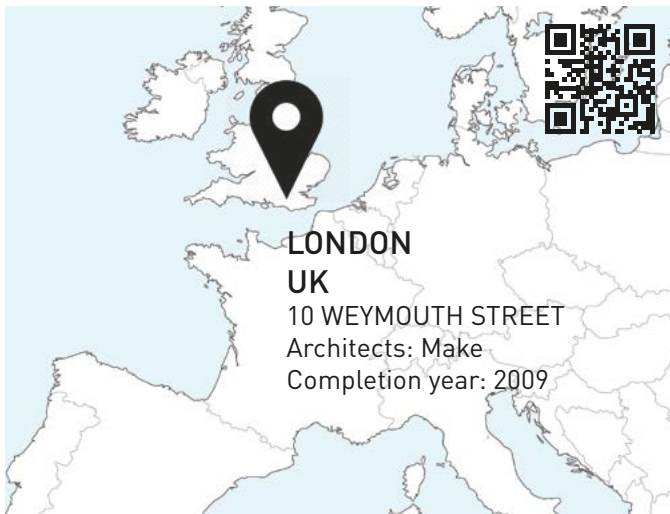 LONDON
UK
10 WEYMOUTH STREET
Architects: Make
Completion year: 2009